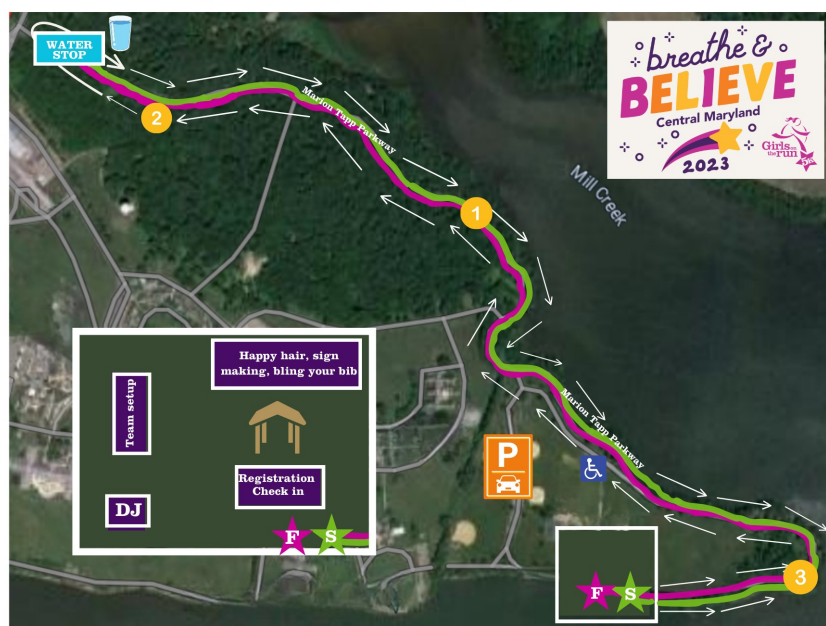 WATER
STOP
breathe &
BELIEVE
Central Maryland
2023
Girls on
the run
5K
2
Marion Tapp Parkway
1
Mill Creek
Happy hair, sign
making, bling your bib
Team setup
Registration
Check in
DJ
F
S
Marion Tapp Parkway
P
F
S
3